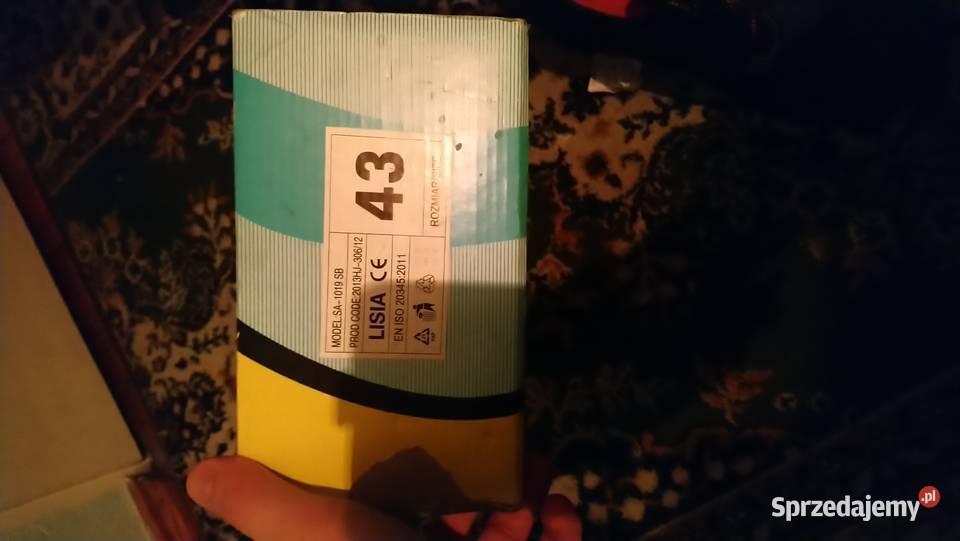 MODEL:SA-1019 SB
PROD CODE:2013HJ-306/12
LISIA CE
EN ISO 20345:2011
43
ROZMIAR/SIZE
PAP
Sprzedajemy.pl